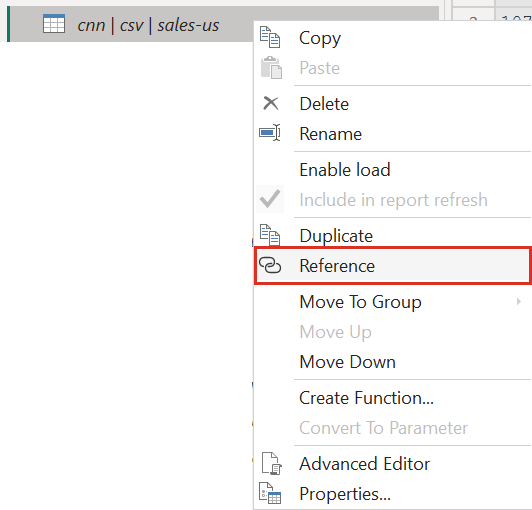 cnn | csv | sales-us
Copy
Paste
Delete
Rename
Enable load
Include in report refresh
Duplicate
Reference
Move To Group
Move Up
Move Down
Create Function...
Convert To Parameter
Advanced Editor
Properties...